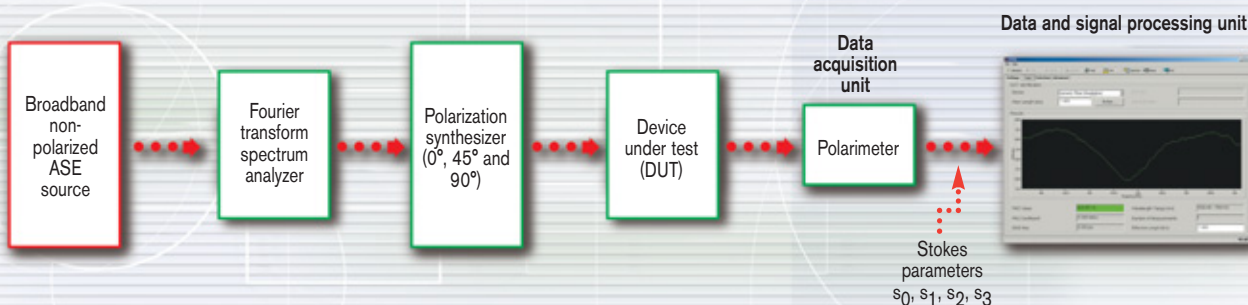 Data and signal processing unit
Data
acquisition
unit
Broadband
non-
polarized
ASE
source
Fourier
transform
spectrum
analyzer
Polarization
synthesizer
(0°, 45° and
90°)
Device
under test
(DUT)
Polarimeter
Stokes
parameters
s0, s1, s2, s3